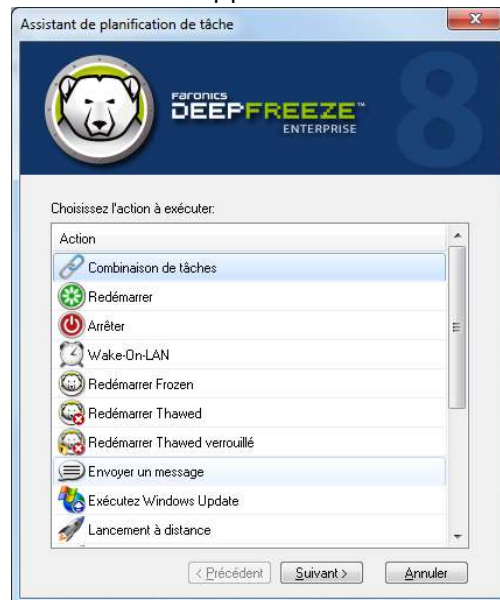 Assistant de planification de tâche
Faronics
DEEPFREEZE™
ENTERPRISE
8
Choisissez l'action à exécuter:
Action
Combinaison de tâches
Redémarrer
Arrêter
Wake-On-LAN
Redémarrer Frozen
Redémarrer Thawed
Redémarrer Thawed verrouillé
Envoyer un message
Exécutez Windows Update
Lancement à distance
< Précédent Suivant > Annuler